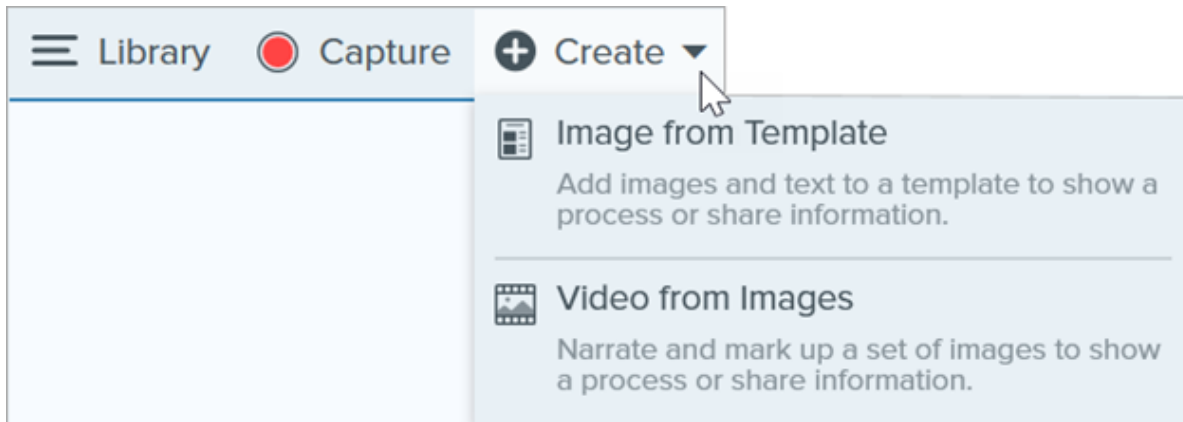 Library Capture Create
Image from Template
Add images and text to a template to show a
process or share information.
Video from Images
Narrate and mark up a set of images to show
a process or share information.